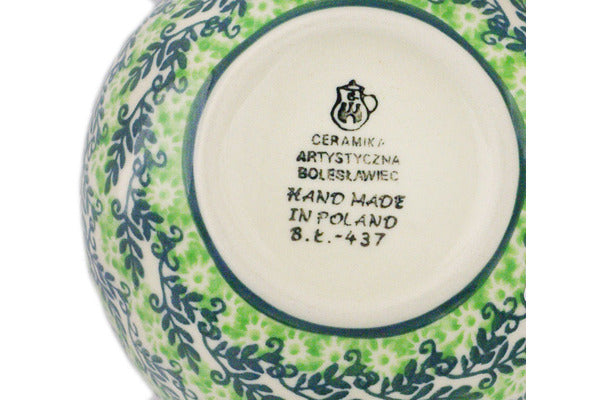 CERAMIKA
ARTYSTYCZNA
BOLESŁAWIEC
HAND MADE
IN POLAND
B.Ł.-437